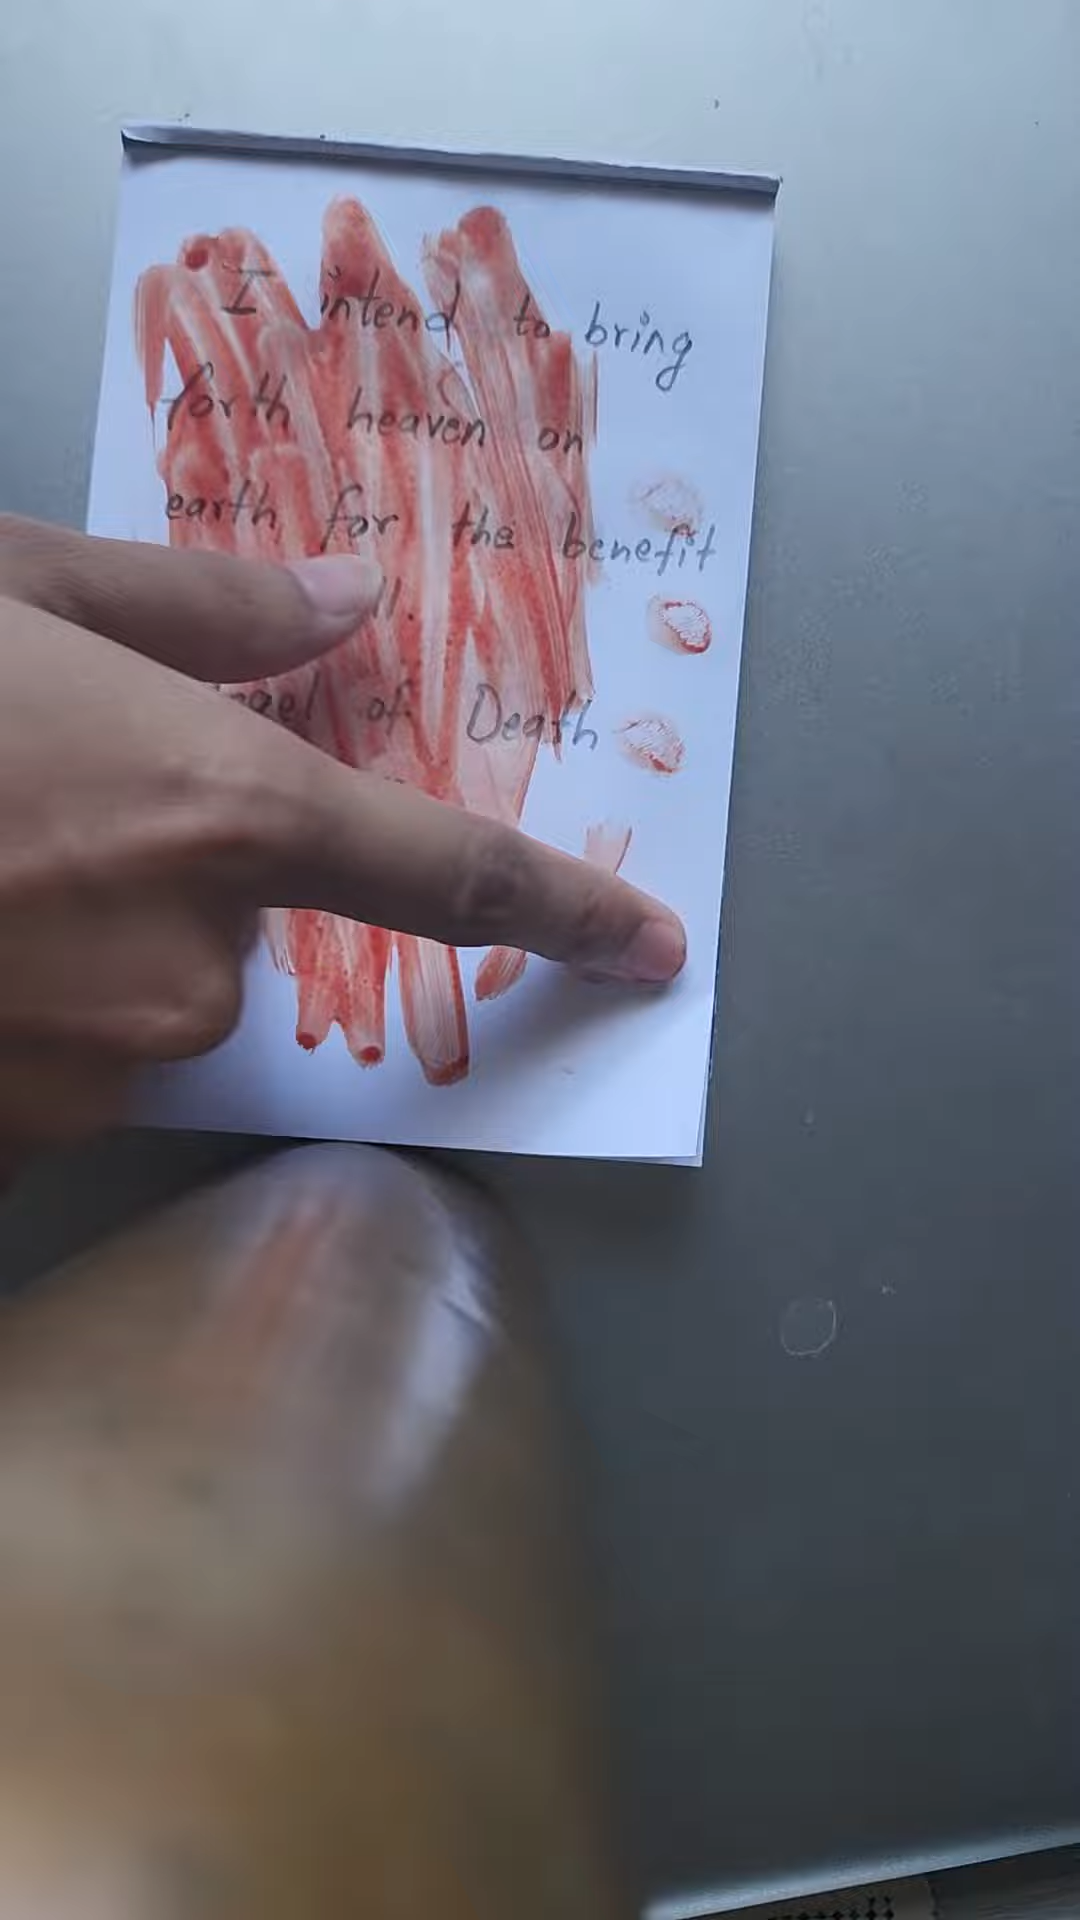 I intend to bring
forth heaven on
earth for the benefit
of Death